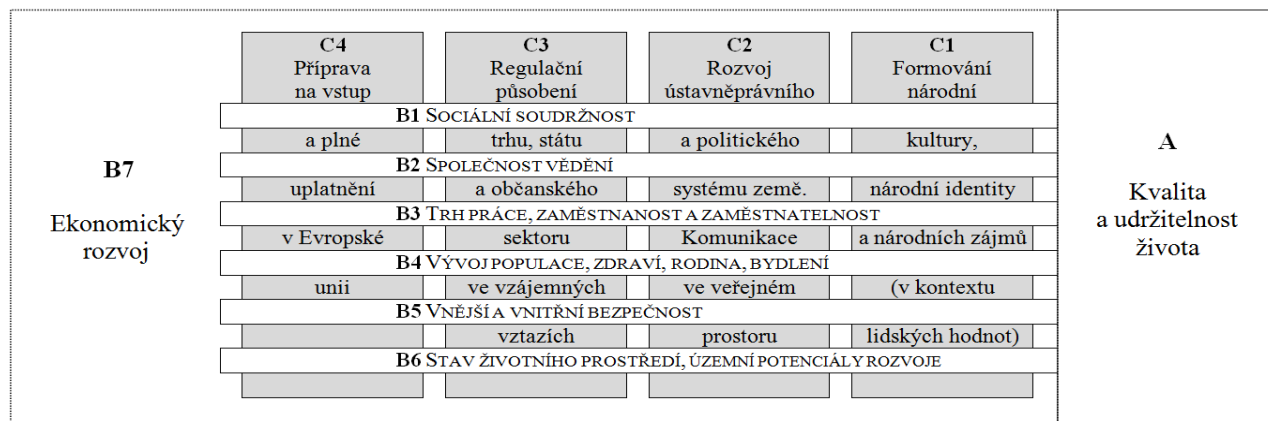 C4
Příprava
na vstup
a plné
uplatnění
v Evropské
unii
C3
Regulační
působení
trhu, státu
a občanského
sektoru
ve vzájemných
vztazích
C2
Rozvoj
ústavněprávního
a politického
systému země.
Komunikace
ve veřejném
prostoru
C1
Formování
národní
kultury,
národní identity
a národních zájmů
(v kontextu
lidských hodnot)
B1 SOCIÁLNÍ SOUDRŽNOST
B2 SPOLEČNOST VĚDĚNÍ
B3 TRH PRÁCE, ZAMĚSTNANOST A ZAMĚSTNATELNOST
B4 VÝVOJ POPULACE, ZDRAVÍ, RODINA, BYDLENÍ
B5 VNĚJŠÍ A VNITŘNÍ BEZPEČNOST
B6 STAV ŽIVOTNÍHO PROSTŘEDÍ, ÚZEMNÍ POTENCIÁLY ROZVOJE
B7
Ekonomický
rozvoj
A
Kvalita
a udržitelnost
života